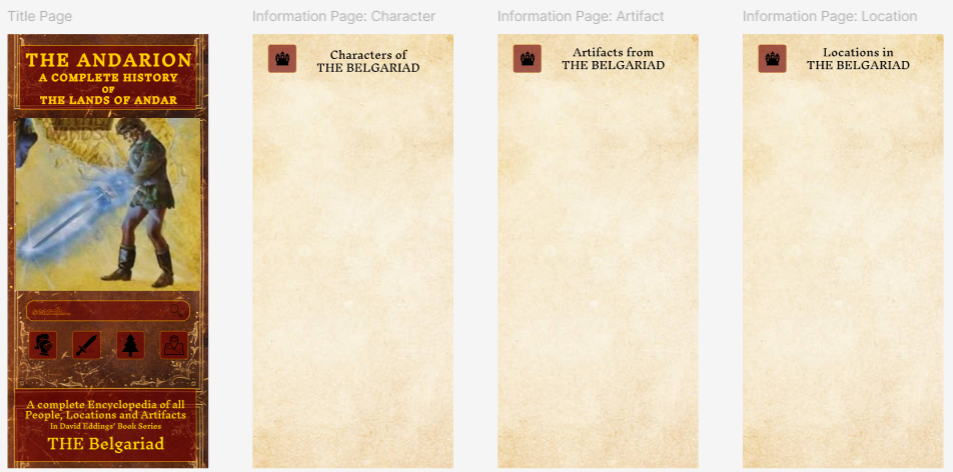 Title Page
Information Page: Character
Information Page: Artifact
Information Page: Location
THE ANDARION
A COMPLETE HISTORY
OF
THE LANDS OF ANDAR
A complete Encyclopedia of all
People, Locations and Artifacts
In David Eddings' Book Series
THE Belgariad
Characters of
THE BELGARIAD
Artifacts from
THE BELGARIAD
Locations in
THE BELGARIAD